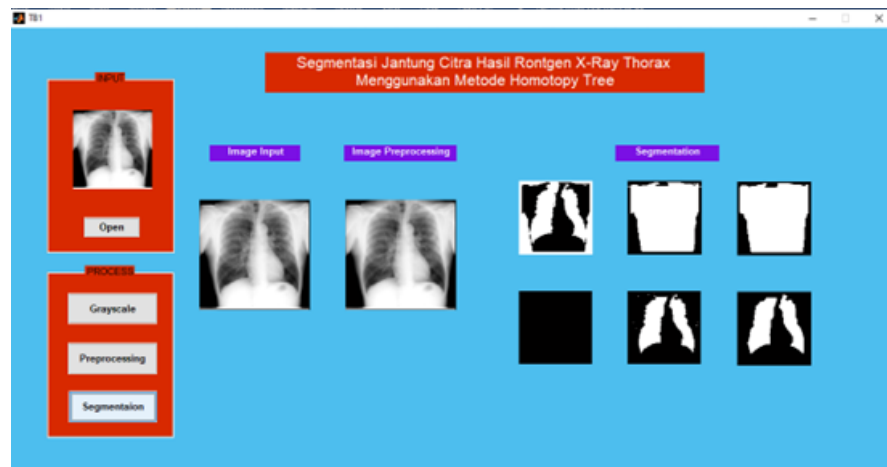 TB1
Segmentasi Jantung Citra Hasil Rontgen X-Ray Thorax
Menggunakan Metode Homotopy Tree
INPUT
Open
PROCESS
Grayscale
Preprocessing
Segmentaion
Image Input
Image Preprocessing
Segmentation